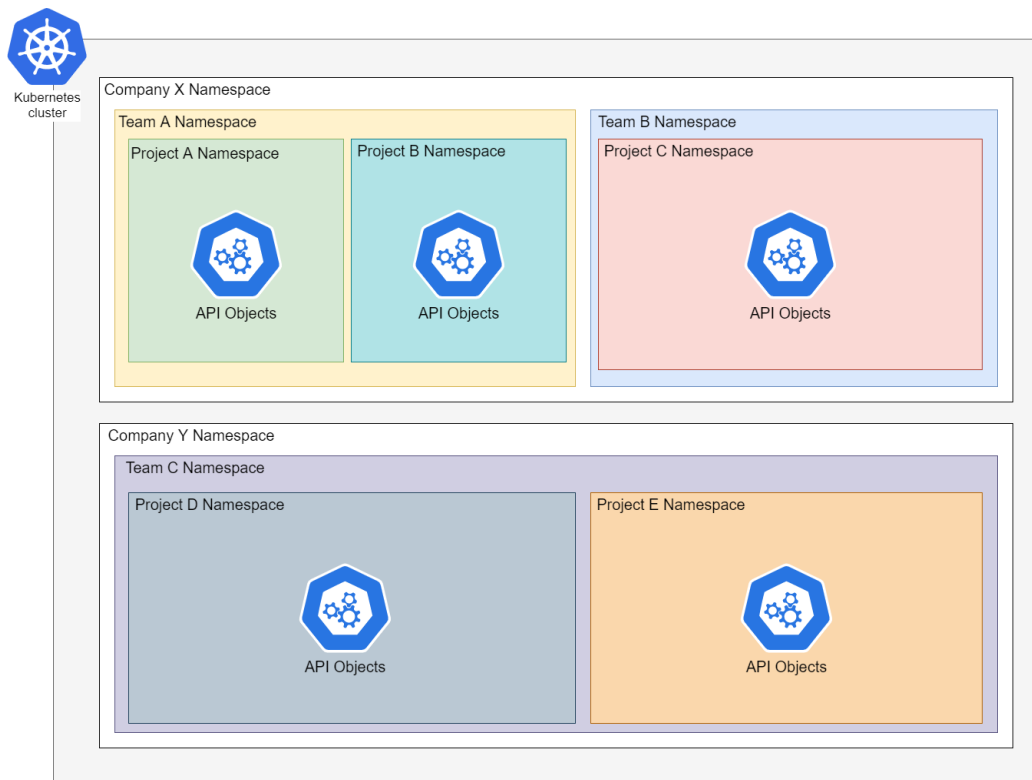 Kubernetes
cluster
Company X Namespace
Team A Namespace
Project A Namespace
API Objects
Project B Namespace
API Objects
Team B Namespace
Project C Namespace
API Objects
Company Y Namespace
Team C Namespace
Project D Namespace
API Objects
Project E Namespace
API Objects